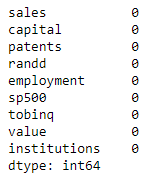 sales 0
capital 0
patents 0
randd 0
employment 0
sp500 0
tobinq 0
value 0
institutions 0
dtype: int64